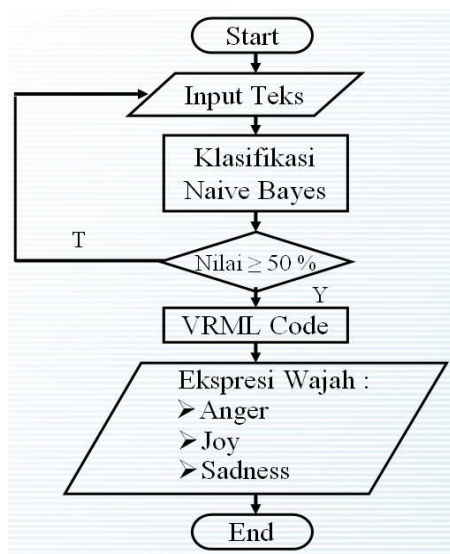 Start
Input Teks
Klasifikasi
Naive Bayes
T
Nilai ≥ 50 %
Y
VRML Code
Ekspresi Wajah :
➢Anger
➢Joy
➢Sadness
End